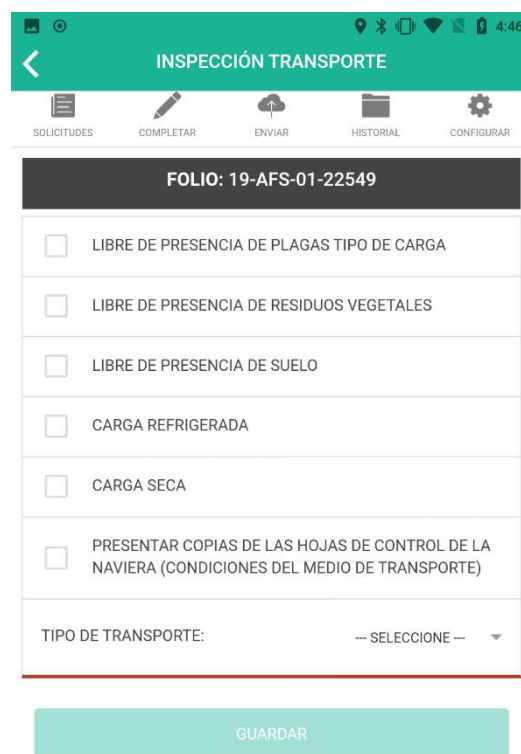 4:46
INSPECCIÓN TRANSPORTE
SOLICITUDES COMPLETAR ENVIAR HISTORIAL CONFIGURAR
FOLIO: 19-AFS-01-22549
LIBRE DE PRESENCIA DE PLAGAS TIPO DE CARGA
LIBRE DE PRESENCIA DE RESIDUOS VEGETALES
LIBRE DE PRESENCIA DE SUELO
CARGA REFRIGERADA
CARGA SECA
PRESENTAR COPIAS DE LAS HOJAS DE CONTROL DE LA
NAVIERA (CONDICIONES DEL MEDIO DE TRANSPORTE)
TIPO DE TRANSPORTE: --- SELECCIONE ---
GUARDAR